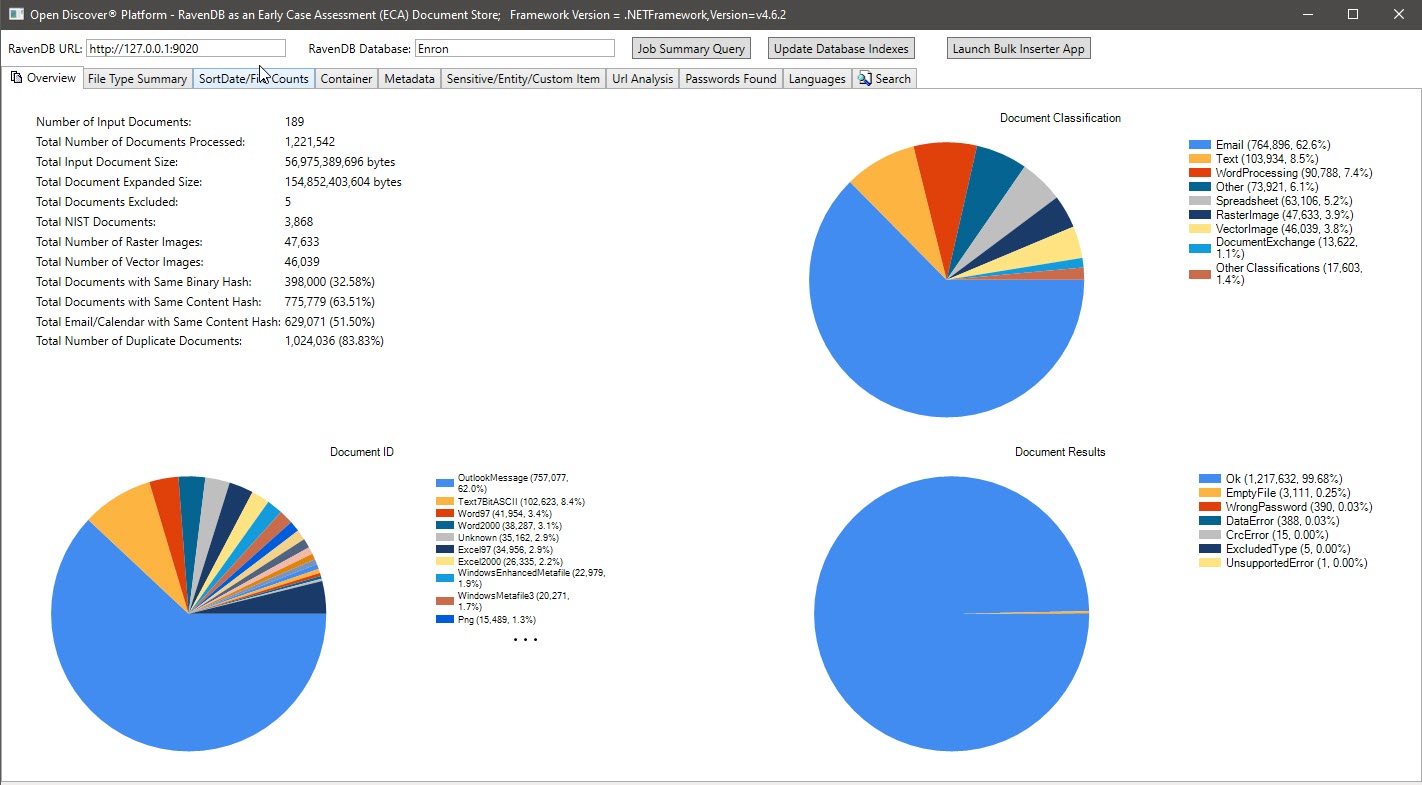 Open Discover® Platform - RavenDB as an Early Case Assessment (ECA) Document Store;   Framework Version = .NETFramework,Version=v4.6.2
RavenDB URL: http://127.0.0.1:9020 RavenDB Database: Enron Job Summary Query Update Database Indexes Launch Bulk Inserter App
Overview File Type Summary SortDate/ Counts Container Metadata Sensitive/Entity/Custom Item Url Analysis Passwords Found Languages Search
Number of Input Documents: 189
Total Number of Documents Processed: 1,221,542
Total Input Document Size: 56,975,389,696 bytes
Total Document Expanded Size: 154,852,403,604 bytes
Total Documents Excluded: 5
Total NIST Documents: 3,868
Total Number of Raster Images: 47,633
Total Number of Vector Images: 46,039
Total Documents with Same Binary Hash: 398,000 (32.58%)
Total Documents with Same Content Hash: 775,779 (63.51%)
Total Email/Calendar with Same Content Hash: 629,071 (51.50%)
Total Number of Duplicate Documents: 1,024,036 (83.83%)
Document Classification
Email (764,896, 62.6%)
Text (103,934, 8.5%)
WordProcessing (90,788, 7.4%)
Other (73,921, 6.1%)
Spreadsheet (63,106, 5.2%)
RasterImage (47,633, 3.9%)
VectorImage (46,039, 3.8%)
DocumentExchange (13,622,
1.1%)
Other Classifications (17,603,
1.4%)
Document ID
OutlookMessage (757,077,
62.0%)
Text7BitASCII (102,623, 8.4%)
Word97 (41,954, 3.4%)
Word2000 (38,287, 3.1%)
Unknown (35,162, 2.9%)
Excel97 (34,956, 2.9%)
Excel2000 (26,335, 2.2%)
WindowsEnhancedMetafile (22,979,
1.9%)
WindowsMetafile3 (20,271,
1.7%)
Png (15,489, 1.3%)
• • •
Document Results
Ok (1,217,632, 99.68%)
EmptyFile (3,111, 0.25%)
WrongPassword (390, 0.03%)
DataError (388, 0.03%)
CrcError (15, 0.00%)
ExcludedType (5, 0.00%)
UnsupportedError (1, 0.00%)